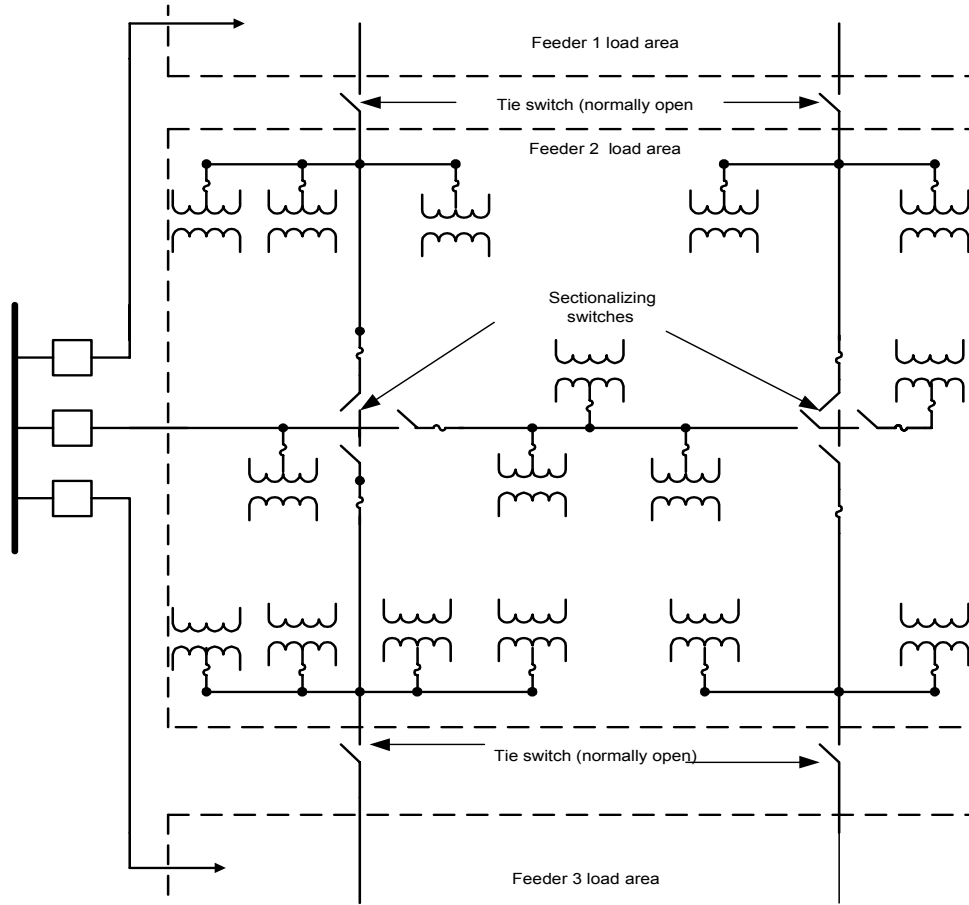 Feeder 1 load area
Tie switch (normally open
Feeder 2  load area
Sectionalizing
switches
Tie switch (normally open)
Feeder 3 load area